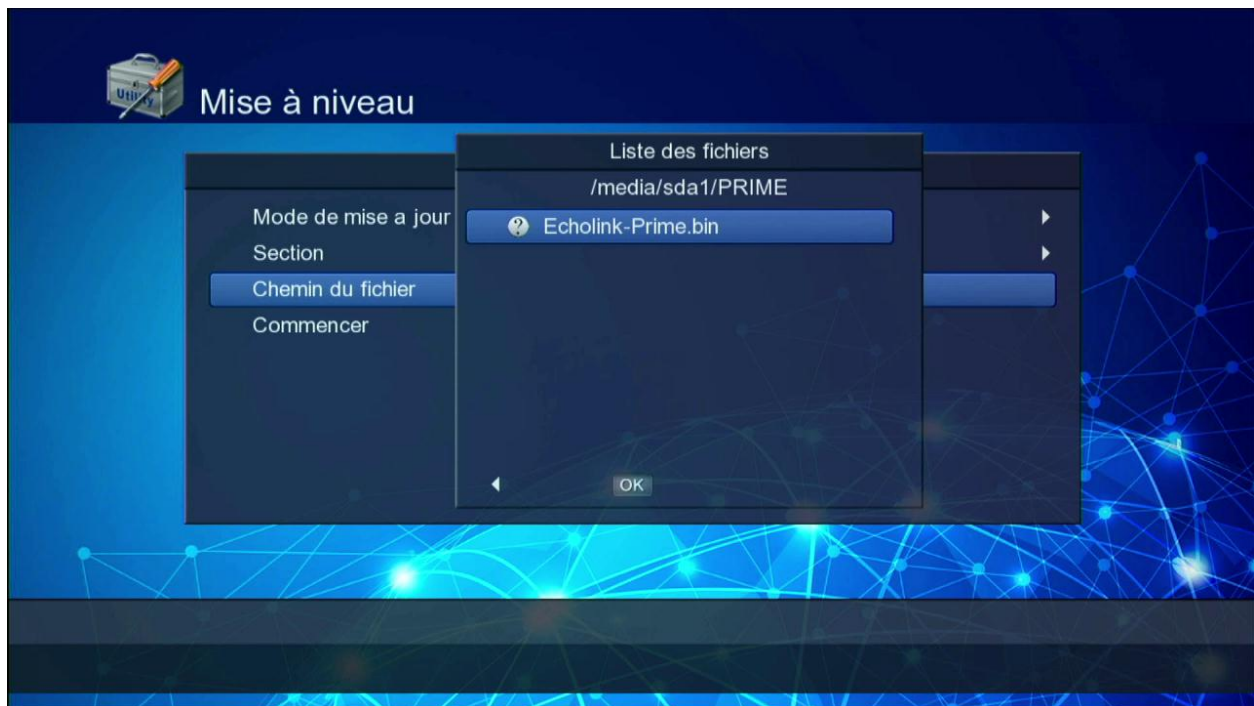 Utility
Mise à niveau
Liste des fichiers
/media/sda1/PRIME
Mode de mise a jour
Echolink-Prime.bin
Section
Chemin du fichier
Commencer
OK